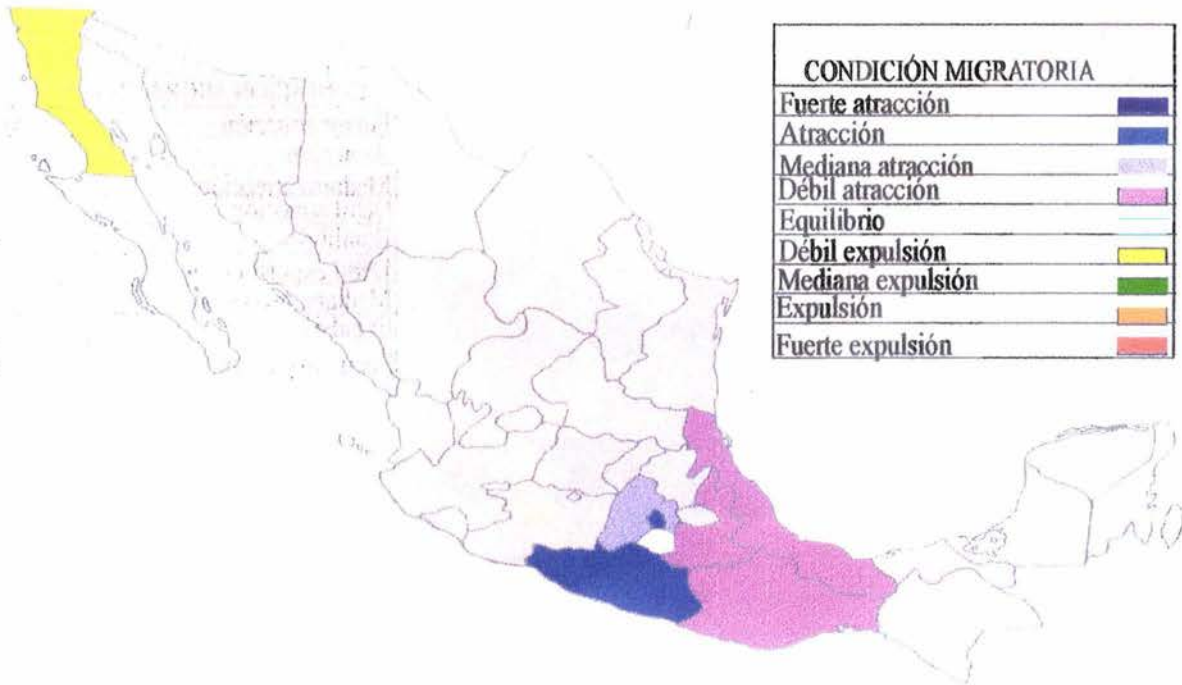 CONDICIÓN MIGRATORIA
Fuerte atracción
Atracción
Mediana atracción
Débil atracción
Equilibrio
Débil expulsión
Mediana expulsión
Expulsión
Fuerte expulsión